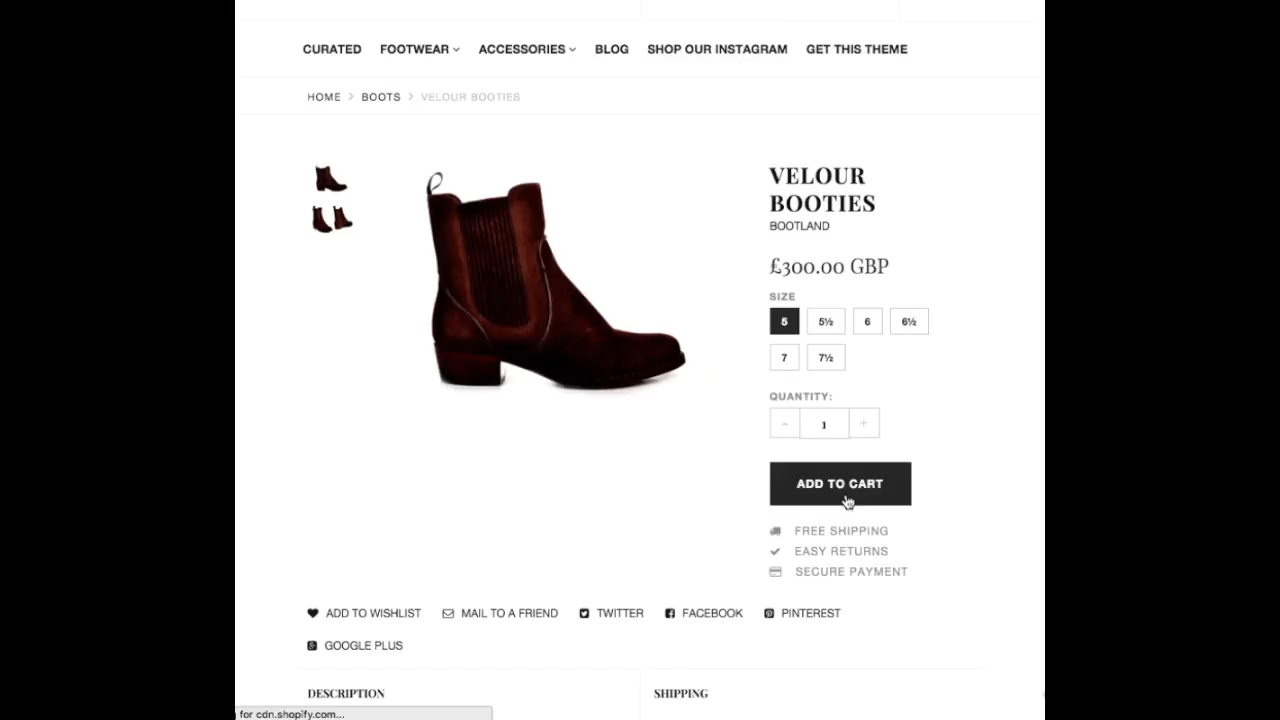 CURATED FOOTWEAR ACCESSORIES BLOG SHOP OUR INSTAGRAM GET THIS THEME
HOME > BOOTS > VELOUR BOOTIES
VELOUR
BOOTIES
BOOTLAND
£300.00 GBP
SIZE
5 5½ 6 6½
7 7½
QUANTITY:
- 1 +
ADD TO CART
FREE SHIPPING
EASY RETURNS
SECURE PAYMENT
ADD TO WISHLIST MAIL TO A FRIEND TWITTER FACEBOOK PINTEREST
GOOGLE PLUS
DESCRIPTION SHIPPING
for cdn.shopify.com...